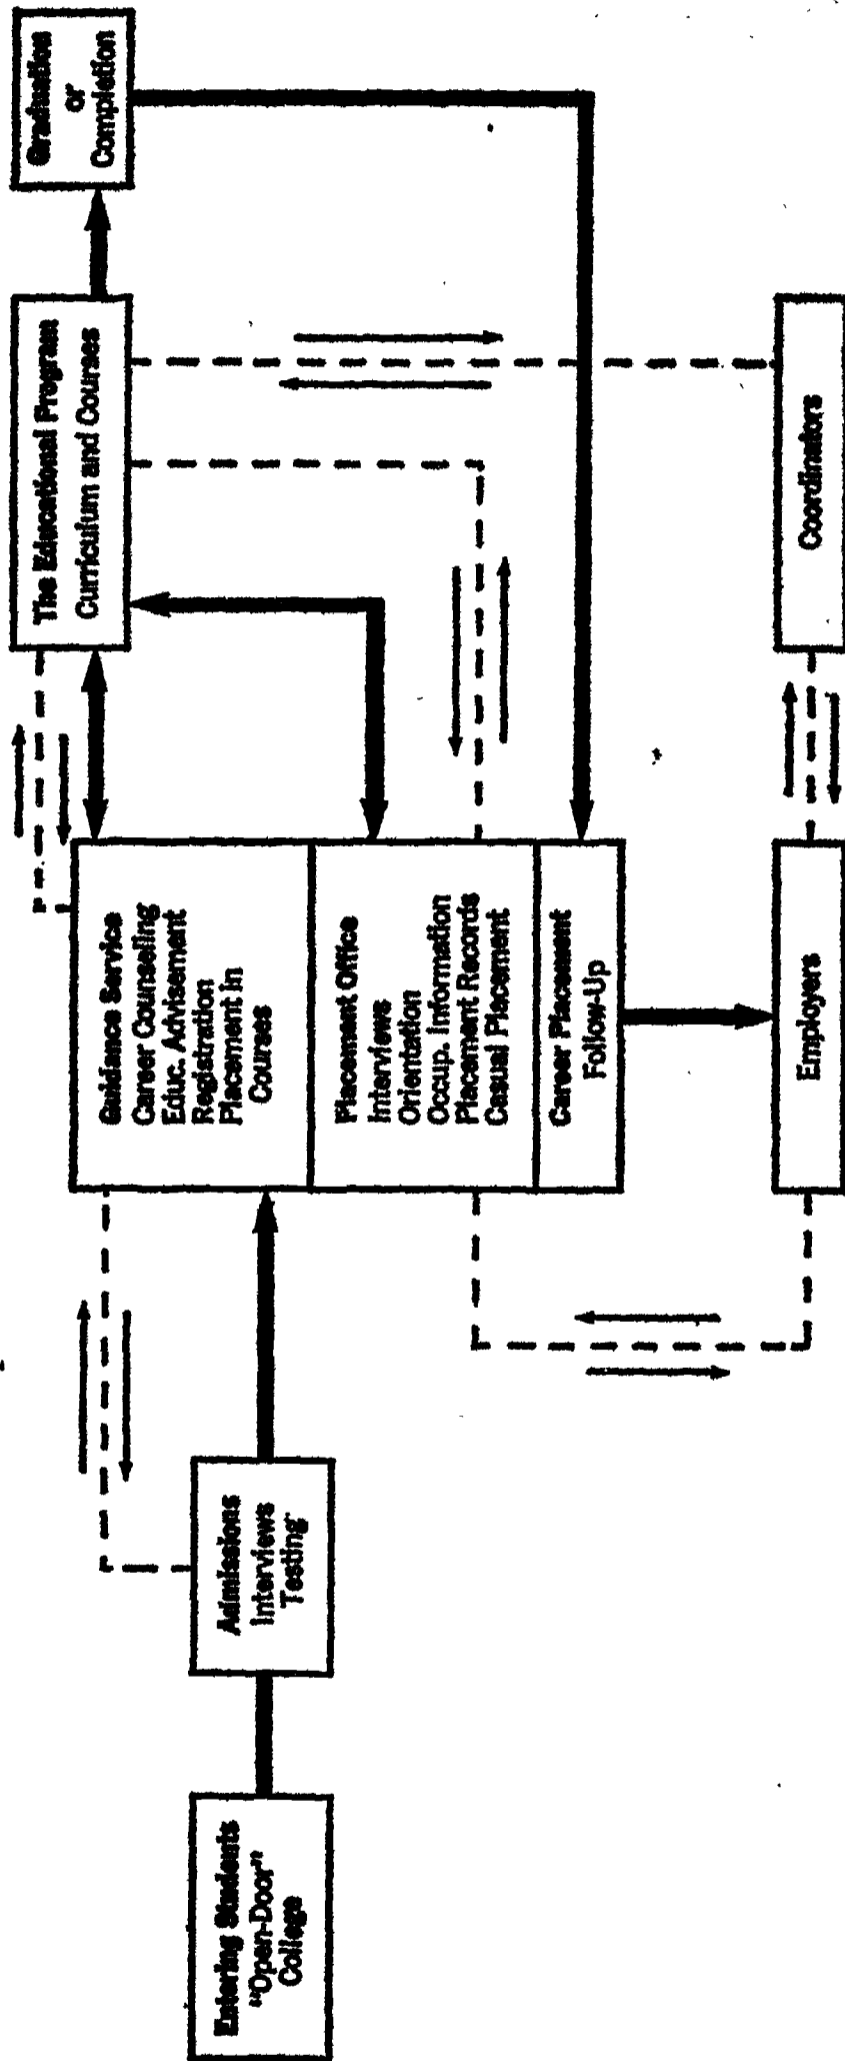 Entering Students
"Open-Door"
College
Admissions
Interviews
Testing
Guidance Service
Career Counseling
Educ. Advisement
Registration
Placement in
Courses
Placement Office
Interviews
Orientation
Occup. Information
Placement Records
Casual Placement
Career Placement
Follow-Up
Employers
The Educational Program
Curriculum and Courses
Coordinators
Graduation
or
Completion